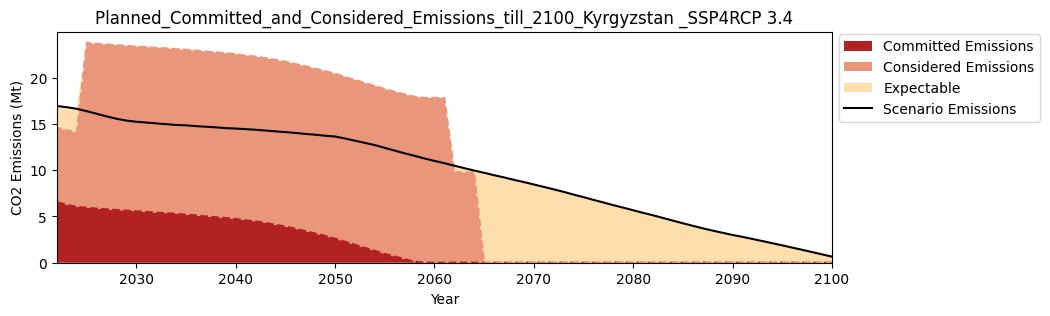 Planned_Committed_and_Considered_Emissions_till_2100_Kyrgyzstan _SSP4RCP 3.4
Committed Emissions
Considered Emissions
Expectable
Scenario Emissions
CO2 Emissions (Mt)
20
15
10
5
0
2030 2040 2050 2060 2070 2080 2090 2100
Year